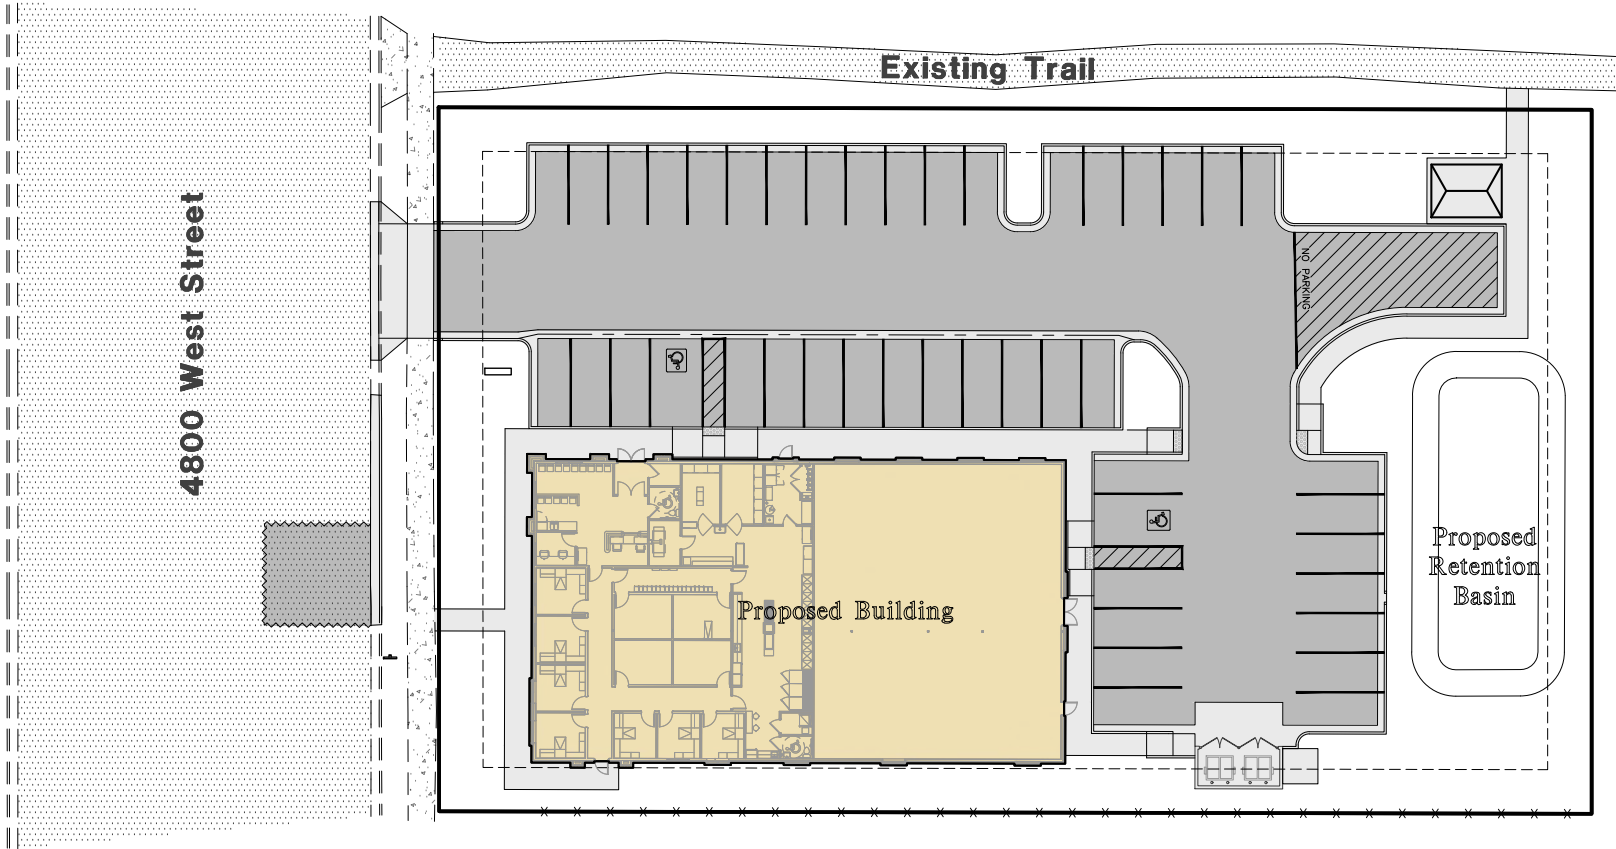 Existing Trail
4800 West Street
NO PARKING
Proposed Building
Proposed
Retention
Basin